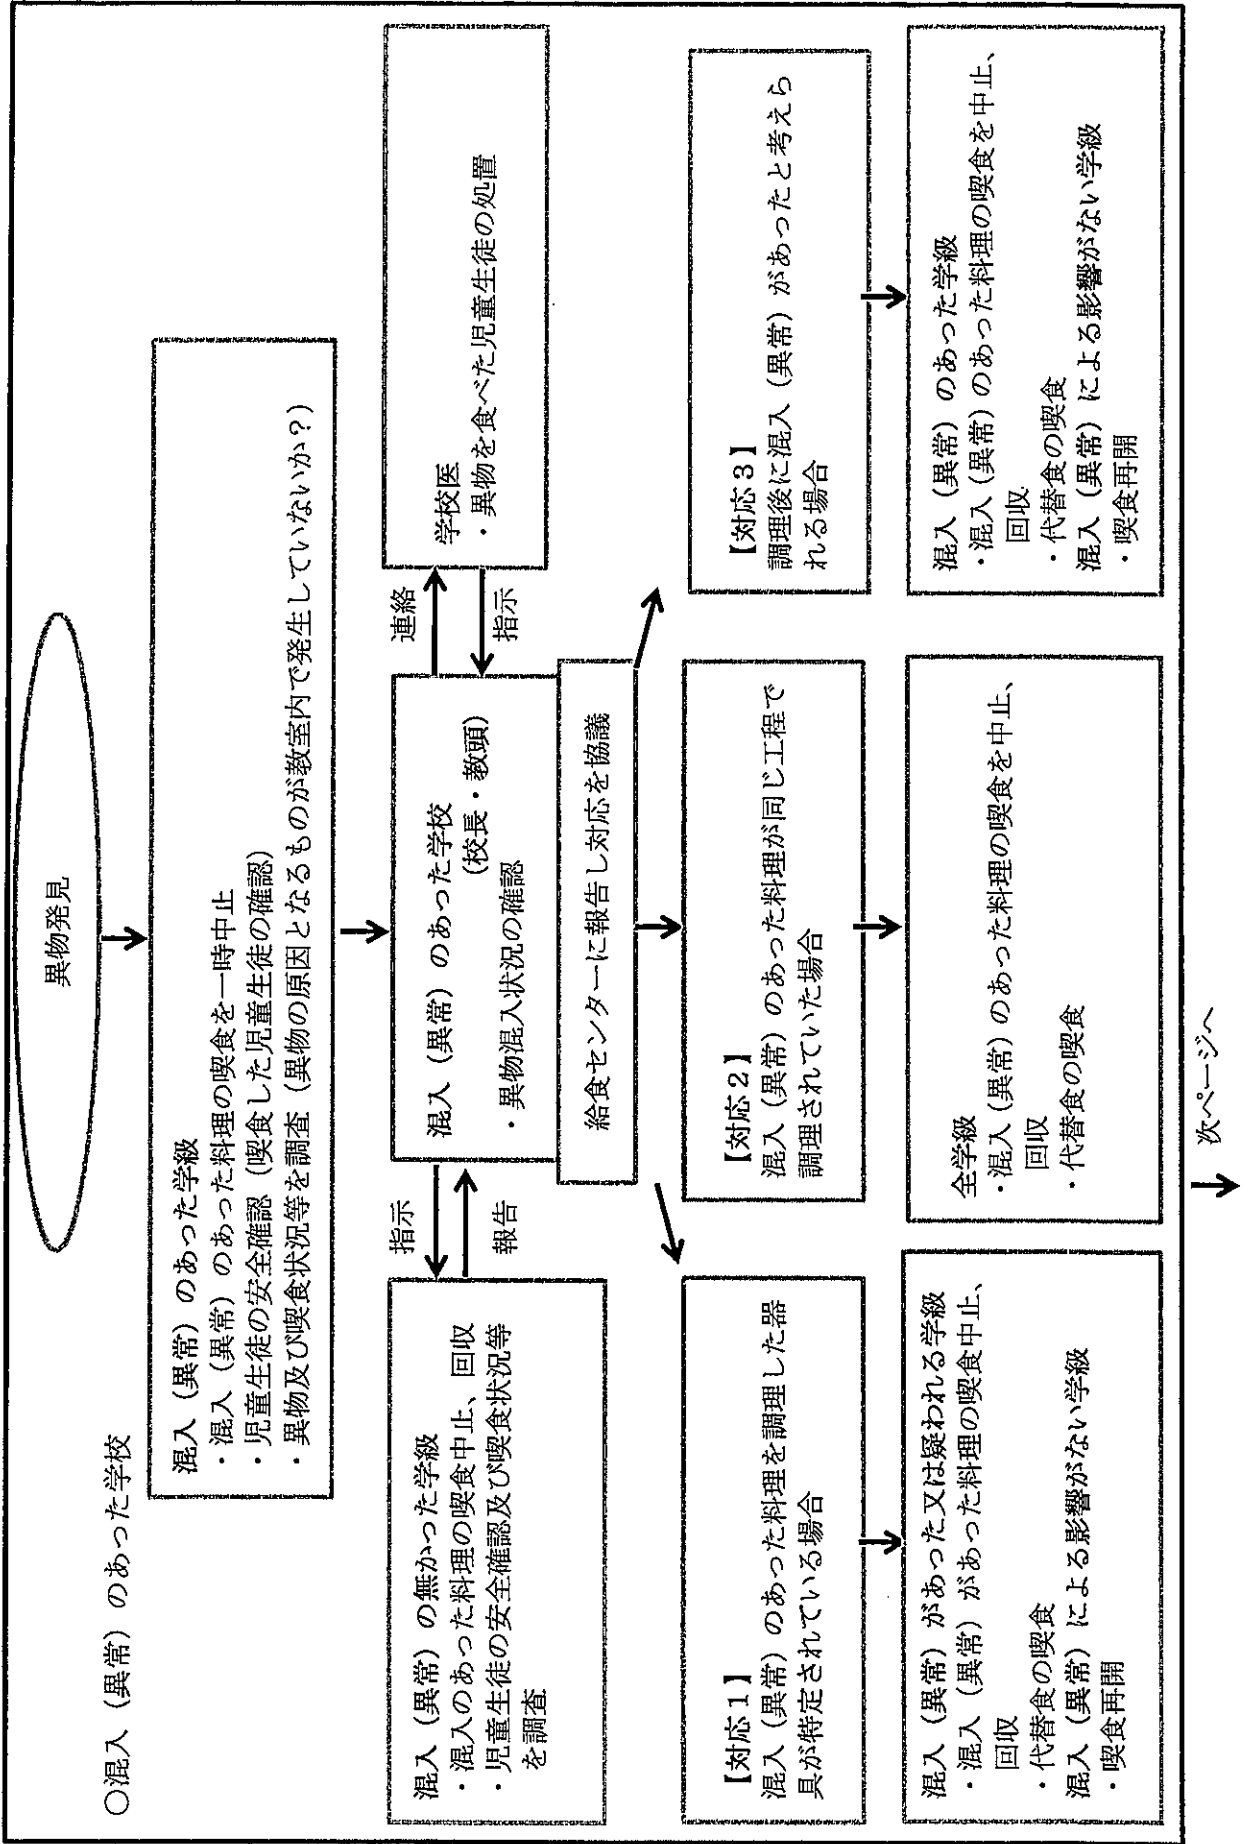 ○混入（異常）のあった学校
異物発見
混入（異常）のあった学級
・混入（異常）のあった料理の喫食を一時中止
・児童生徒の安全確認（喫食した児童生徒の確認）
・異物及び喫食状況等を調査（異物の原因となるものが教室内で発生していないか？）
混入（異常）の無かった学級
・混入のあった料理の喫食中止、回収
・児童生徒の安全確認及び喫食状況等
を調査
指示
報告
混入（異常）のあった学校
（校長・教頭）
・異物混入状況の確認
連絡
指示
学校医
・異物を食べた児童生徒の処置
給食センターに報告し対応を協議
【対応１】
混入（異常）のあった料理を調理した器
具が特定されている場合
【対応２】
混入（異常）のあった料理が同じ工程で
調理されていた場合
【対応３】
調理後に混入（異常）があったと考えら
れる場合
混入（異常）があった又は疑われる学級
・混入（異常）があった料理の喫食中止、
回収
・代替食の喫食
混入（異常）による影響がない学級
・喫食再開
全学級
・混入（異常）のあった料理の喫食を中止、
回収
・代替食の喫食
混入（異常）のあった学級
・混入（異常）のあった料理の喫食を中止、
回収
・代替食の喫食
混入（異常）による影響がない学級
・喫食再開
次ページへ